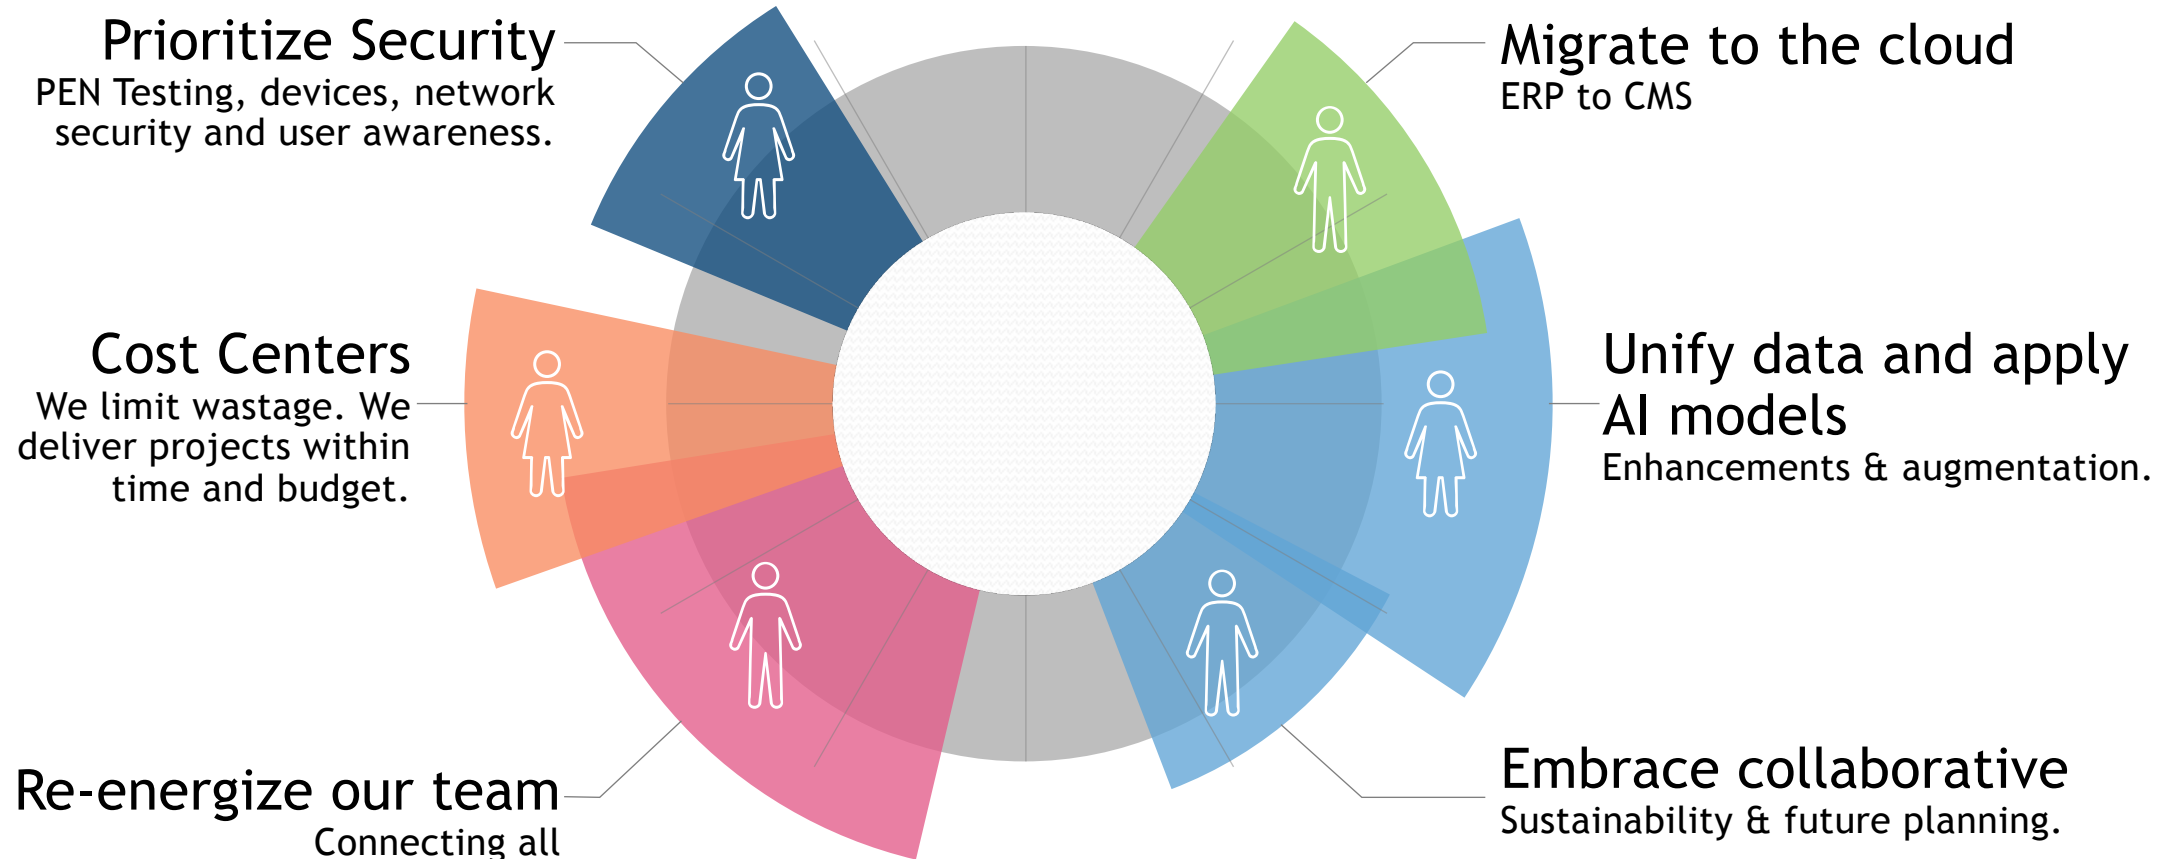 Prioritize Security
PEN Testing, devices, network
security and user awareness.
Migrate to the cloud
ERP to CMS
Cost Centers
We limit wastage. We
deliver projects within
time and budget.
Unify data and apply
AI models
Enhancements & augmentation.
Re-energize our team
Connecting all
Embrace collaborative
Sustainability & future planning.